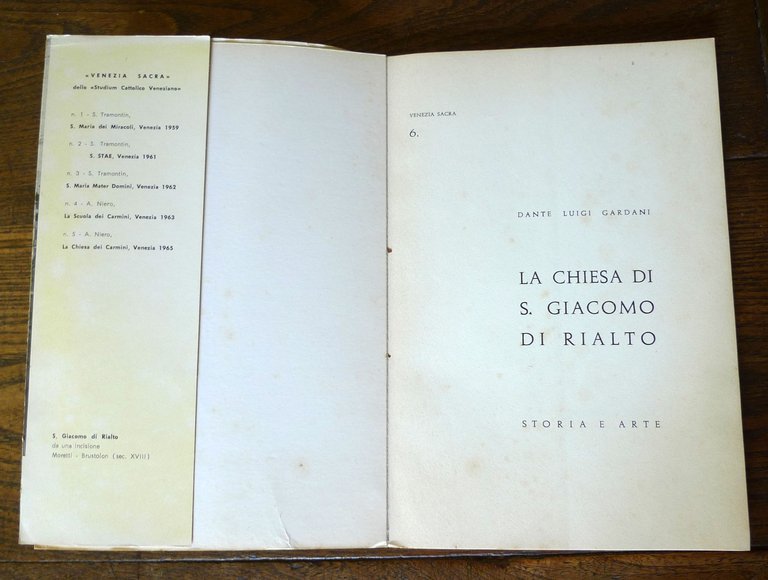 «VENEZIA SACRA»
dello «Studium Cattolico Veneziano»
n. 1 - S. Tramontin,
S. Maria dei Miracoli, Venezia 1959
n. 2 - S. Tramontin,
S. STAE, Venezia 1961
n. 3 - S. Tramontin,
S. Maria Mater Domini, Venezia 1962
n. 4 - A. Niero,
La Scuola dei Carmini, Venezia 1963
n. 5 - A. Niero,
La Chiesa dei Carmini, Venezia 1965
S. Giacomo di Rialto
da una incisione
Moretti - Brustolon (sec. XVIII)
VENEZIA SACRA
6.
DANTE LUIGI GARDANI
LA CHIESA DI
S. GIACOMO
DI RIALTO
STORIA E ARTE